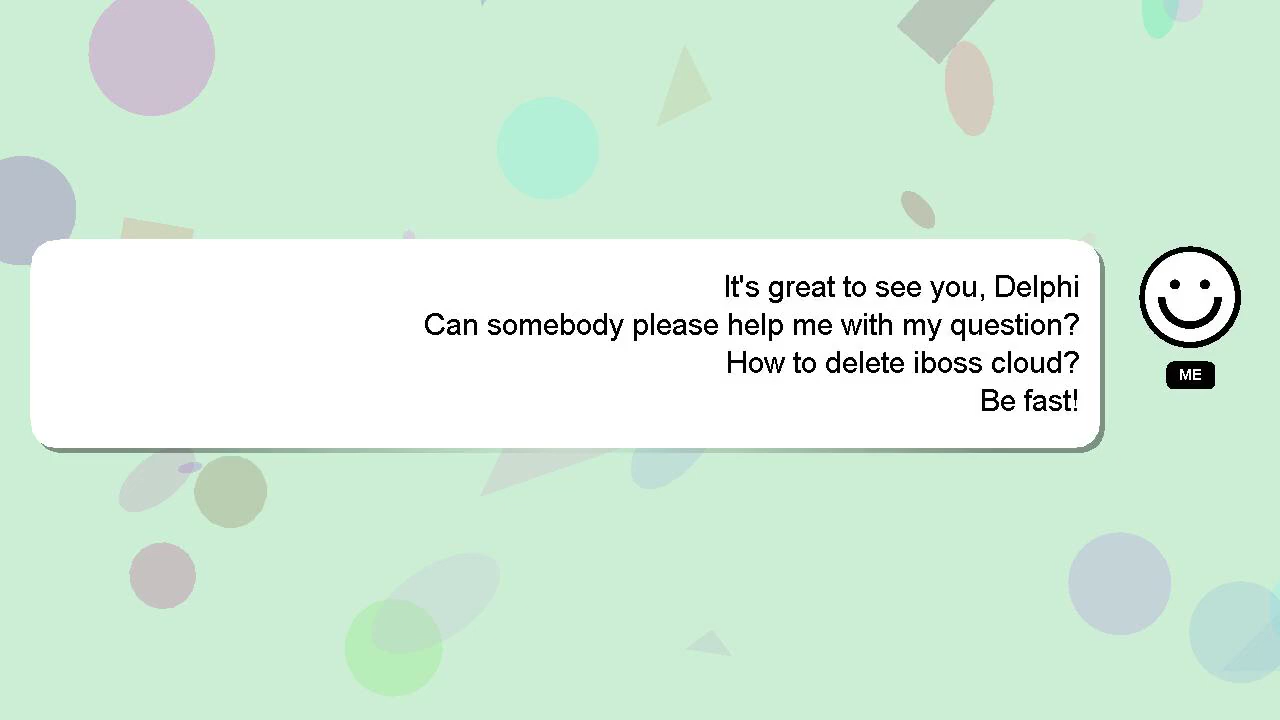 It's great to see you, Delphi
Can somebody please help me with my question?
How to delete iboss cloud?
Be fast!
ME